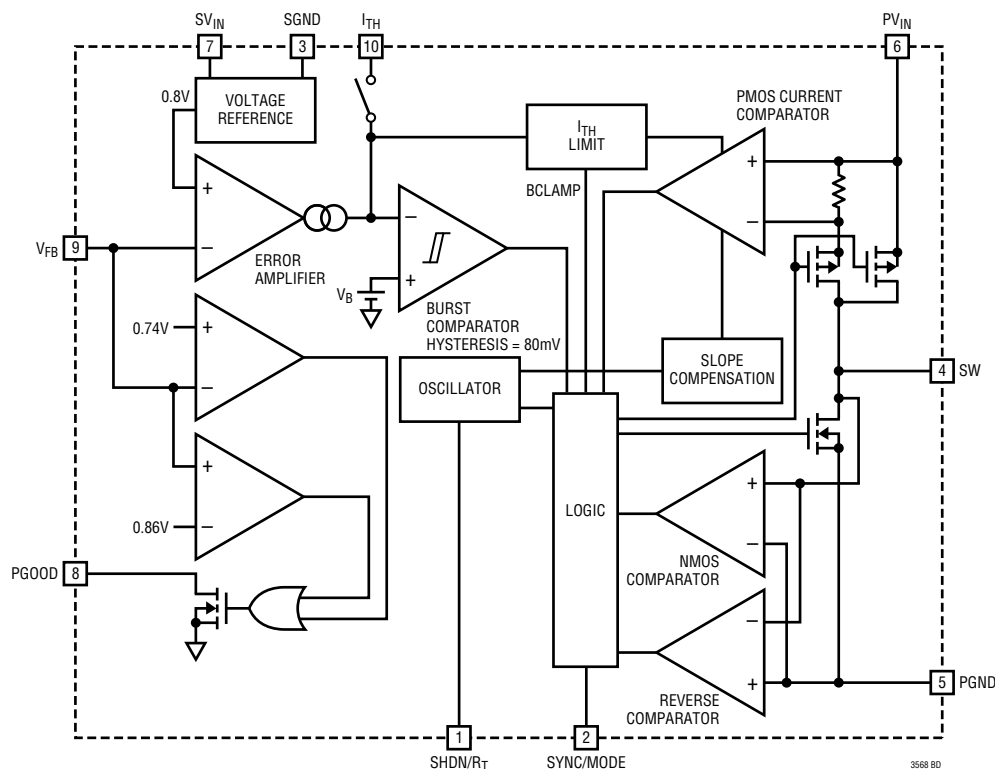 SVIN
SGND
ITH
PVIN
7
3
10
6
0.8V
VOLTAGE
REFERENCE
PMOS CURRENT
COMPARATOR
ITH
LIMIT
BCLAMP
+
–
+
–
–
+
VFB
9
ERROR
AMPLIFIER
VB
BURST
COMPARATOR
HYSTERESIS = 80mV
0.74V
+
–
SLOPE
COMPENSATION
OSCILLATOR
4
SW
+
0.86V
–
LOGIC
+
–
NMOS
COMPARATOR
PGOOD
8
–
+
REVERSE
COMPARATOR
5
PGND
1
2
SHDN/RT
SYNC/MODE
3568 BD